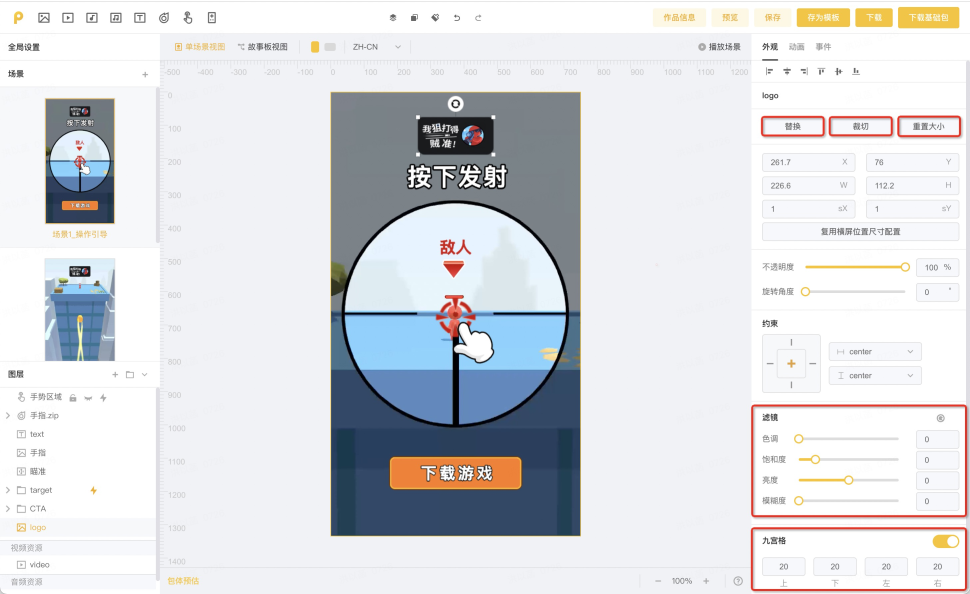 作品信息 预览 保存 存为模板 下载 下载基础包
全局设置
单场景视图 故事板视图 ZH-CN 播放场景
外观 动画 事件
场景
-500 -400 -300 -200 -100 0 100 200 300 400 500 600 700 800 900 1000 1100 1200
logo
替换 裁切 重置大小
261.7 X 76 Y
226.6 W 112.2 H
1 sX 1 sY
复用横屏位置尺寸配置
不透明度 100 %
旋转角度 0 °
约束
center
center
滤镜
色调 0
饱和度 0
亮度 0
模糊度 0
九宫格
20 20 20 20
上 下 左 右
按下发射
敌人
下载游戏
场景1_操作引导
图层
手势区域
手指.zip
text
手指
瞄准
target
CTA
logo
视频资源
video
音频资源
0
100
200
300
400
500
600
700
800
900
1000
1100
1200
1300
1400
我狙打得
贼准!
按下发射
敌人
下载游戏
包体预估
100%